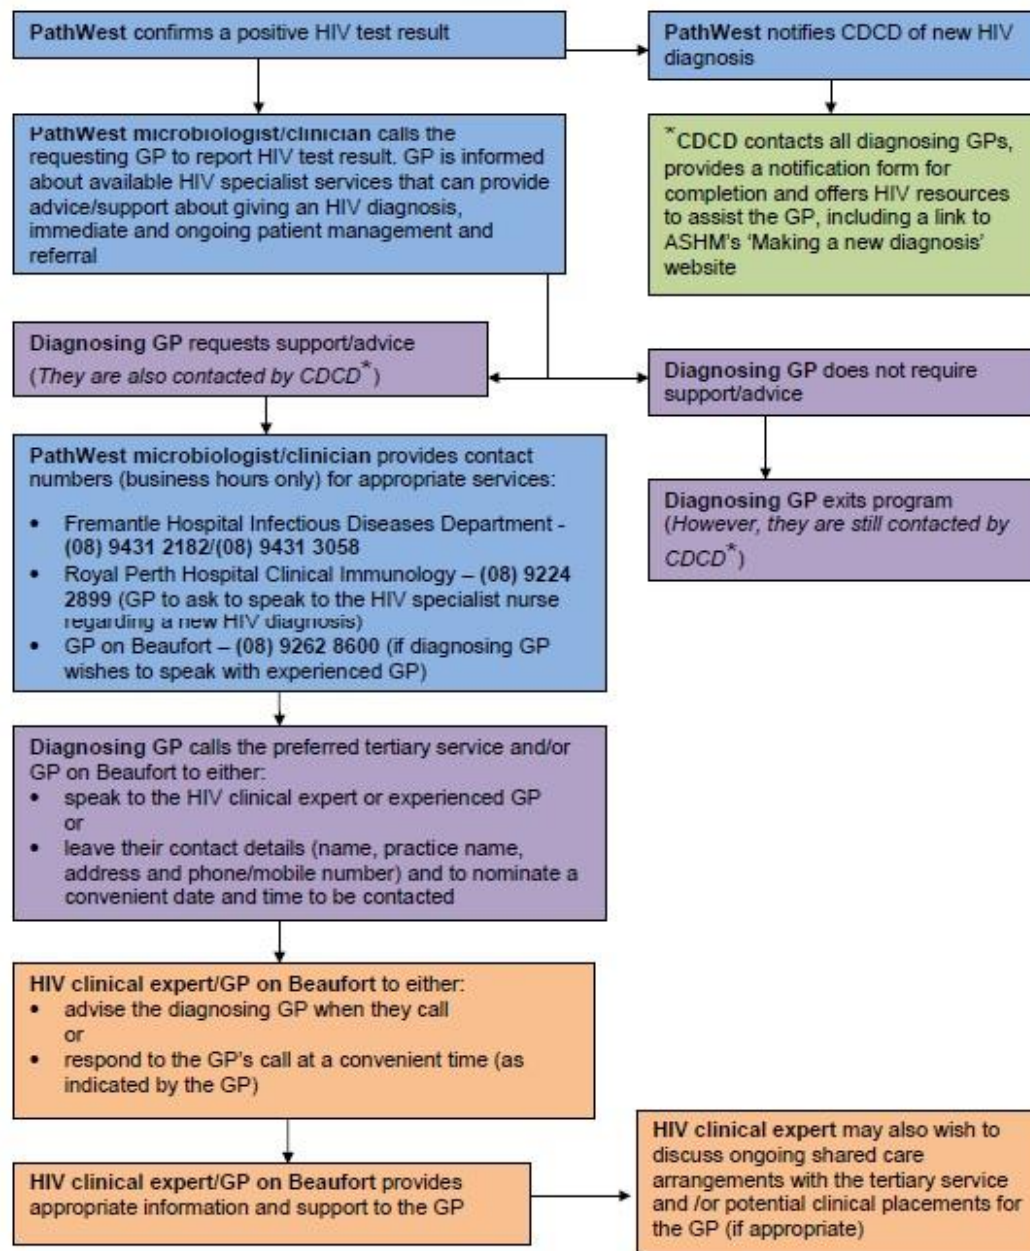 PathWest confirms a positive HIV test result
PathWest notifies CDCD of new HIV
diagnosis
PathWest microbiologist/clinician calls the
requesting GP to report HIV test result. GP is informed
about available HIV specialist services that can provide
advice/support about giving an HIV diagnosis,
immediate and ongoing patient management and
referral
*CDCD contacts all diagnosing GPs,
provides a notification form for
completion and offers HIV resources
to assist the GP, including a link to
ASHM's 'Making a new diagnosis'
website
Diagnosing GP requests support/advice
(They are also contacted by CDCD*)
Diagnosing GP does not require
support/advice
PathWest microbiologist/clinician provides contact
numbers (business hours only) for appropriate services:
• Fremantle Hospital Infectious Diseases Department -
(08) 9431 2182/(08) 9431 3058
• Royal Perth Hospital Clinical Immunology – (08) 9224
2899 (GP to ask to speak to the HIV specialist nurse
regarding a new HIV diagnosis)
• GP on Beaufort – (08) 9262 8600 (if diagnosing GP
wishes to speak with experienced GP)
Diagnosing GP exits program
(However, they are still contacted by
CDCD*)
Diagnosing GP calls the preferred tertiary service and/or
GP on Beaufort to either:
• speak to the HIV clinical expert or experienced GP
or
• leave their contact details (name, practice name,
address and phone/mobile number) and to nominate a
convenient date and time to be contacted
HIV clinical expert/GP on Beaufort to either:
• advise the diagnosing GP when they call
or
• respond to the GP's call at a convenient time (as
indicated by the GP)
HIV clinical expert/GP on Beaufort provides
appropriate information and support to the GP
HIV clinical expert may also wish to
discuss ongoing shared care
arrangements with the tertiary service
and /or potential clinical placements for
the GP (if appropriate)